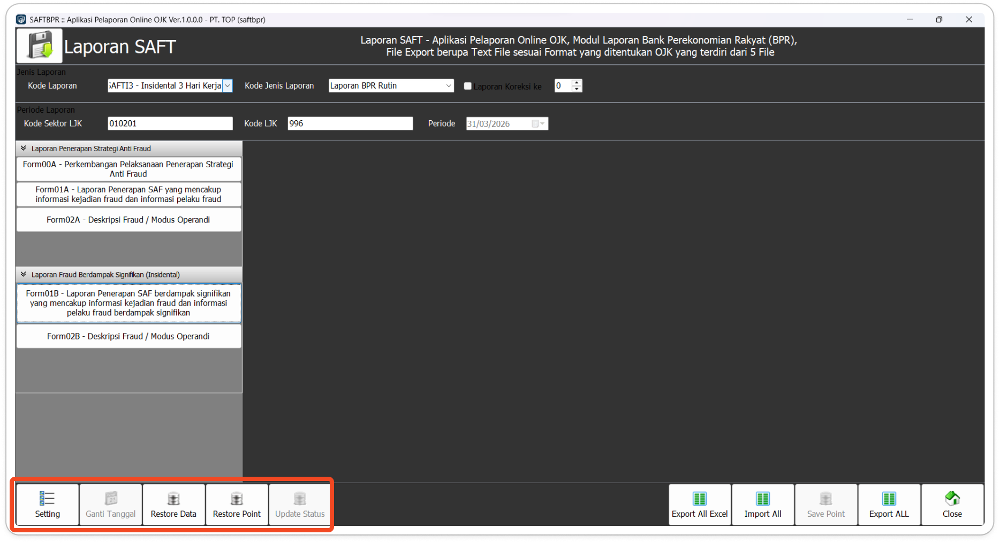 SAFTBPR :: Aplikasi Pelaporan Online OJK Ver.1.0.0.0 - PT. TOP (saftbpr)
Laporan SAFT
Laporan SAFT - Aplikasi Pelaporan Online OJK, Modul Laporan Bank Perekonomian Rakyat (BPR),
File Export berupa Text File sesuai Format yang ditentukan OJK yang terdiri dari 5 File
Jenis Laporan
Kode Laporan
SAFTI3 - Insidental 3 Hari Kerja
Kode Jenis Laporan
Laporan BPR Rutin
Laporan Koreksi ke
0
Periode Laporan
Kode Sektor LJK
010201
Kode LJK
996
Periode
31/03/2026
Laporan Penerapan Strategi Anti Fraud
Form00A - Perkembangan Pelaksanaan Penerapan Strategi
Anti Fraud
Form01A - Laporan Penerapan SAF yang mencakup
informasi kejadian fraud dan informasi pelaku fraud
Form02A - Deskripsi Fraud / Modus Operandi
Laporan Fraud Berdampak Signifikan (Insidental)
Form01B - Laporan Penerapan SAF berdampak signifikan
yang mencakup informasi kejadian fraud dan informasi
pelaku fraud berdampak signifikan
Form02B - Deskripsi Fraud / Modus Operandi
Setting
Ganti Tanggal
Restore Data
Restore Point
Update Status
Export All Excel
Import All
Save Point
Export ALL
Close